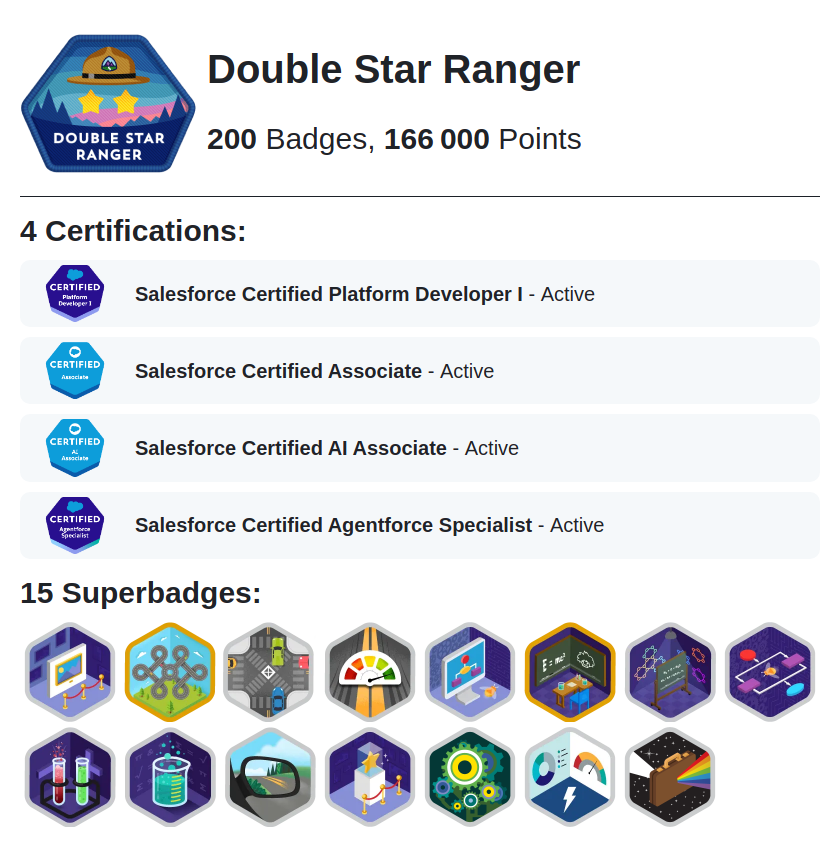 DOUBLE STAR
RANGER
Double Star Ranger
200 Badges, 166 000 Points
4 Certifications:
CERTIFIED
Platform
Developer I
Salesforce Certified Platform Developer I - Active
CERTIFIED
Associate
Salesforce Certified Associate - Active
CERTIFIED
AI
Associate
Salesforce Certified AI Associate - Active
CERTIFIED
Agentforce
Specialist
Salesforce Certified Agentforce Specialist - Active
15 Superbadges:
E = mc²